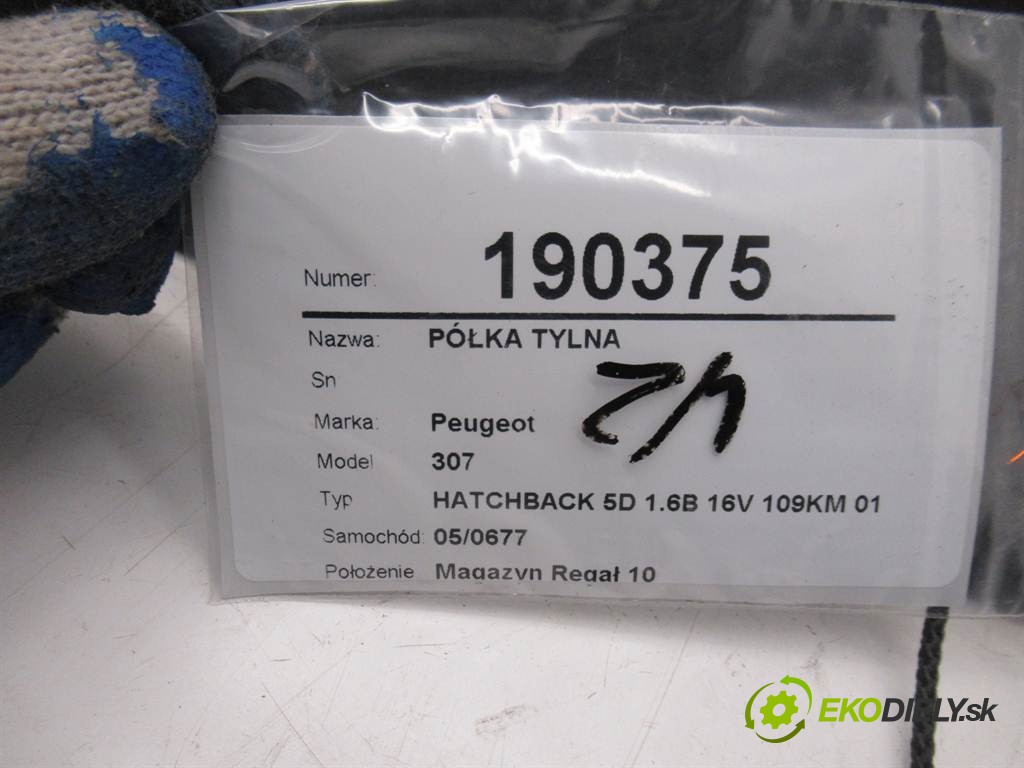 Numer: 190375
Nazwa: PÓŁKA TYLNA
Sn
Marka: Peugeot
Model 307
Typ HATCHBACK 5D 1.6B 16V 109KM 01
Samochód: 05/0677
Położenie Magazyn Regał 10
EKODIELY.sk